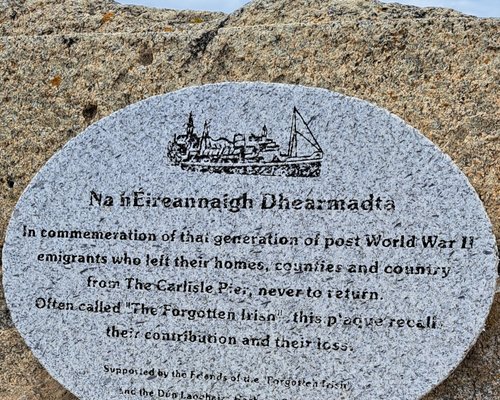 Na hÉireannaigh Dhearmadta
In commemeration of that generation of post World War II
emigrants who left their homes, counties and country
from The Carlisle Pier, never to return.
Often called "The Forgotten Irish", this plaque recalls
their contribution and their loss.
Supported by the Friends of the "Forgotten Irish"
and the Dún Laoghaire